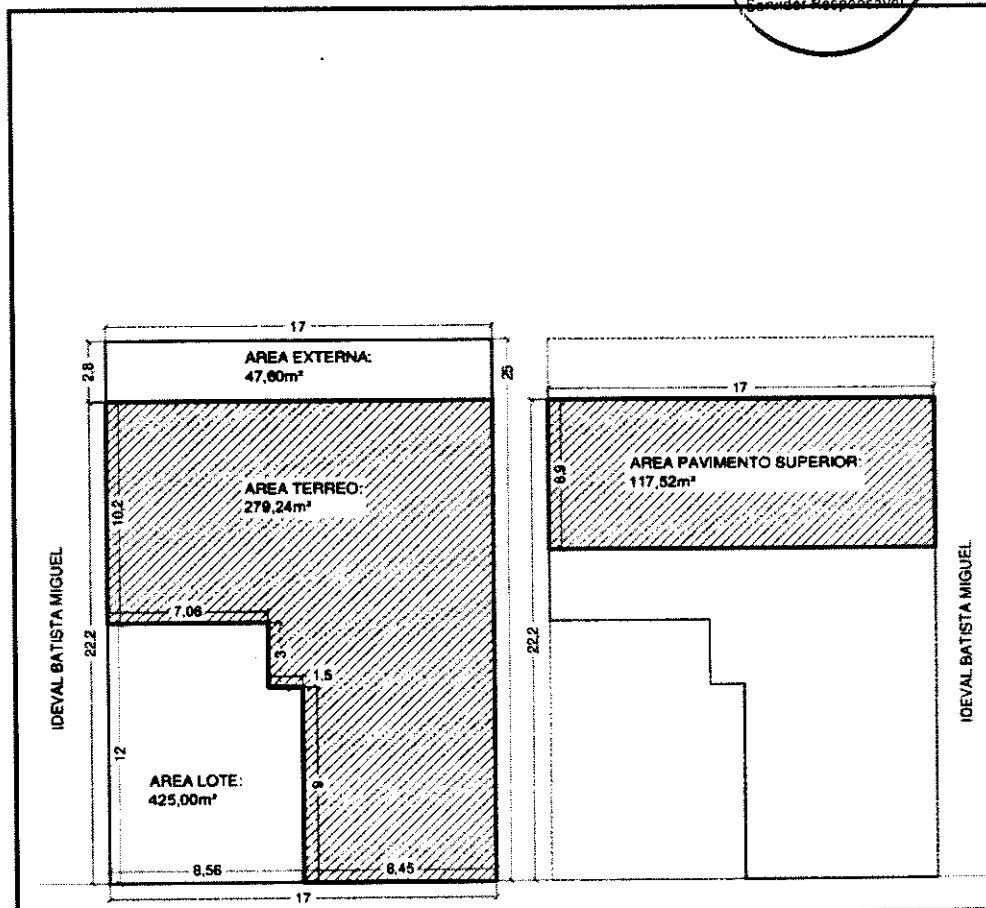 Servidor Responsável
17
2,8
AREA EXTERNA:
47,60m²
25
10,2
AREA TERREO:
279,24m²
IDEVAL BATISTA MIGUEL
22,2
7,06
3
1,5
12
9
AREA LOTE:
425,00m²
8,56
8,45
17
17
6,9
AREA PAVIMENTO SUPERIOR:
117,52m²
22,2
IDEVAL BATISTA MIGUEL